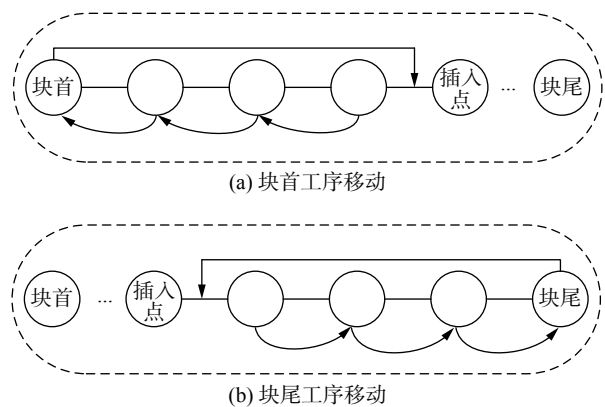 块首
插入
点
...
块尾
(a) 块首工序移动
块首
...
插入
点
块尾
(b) 块尾工序移动